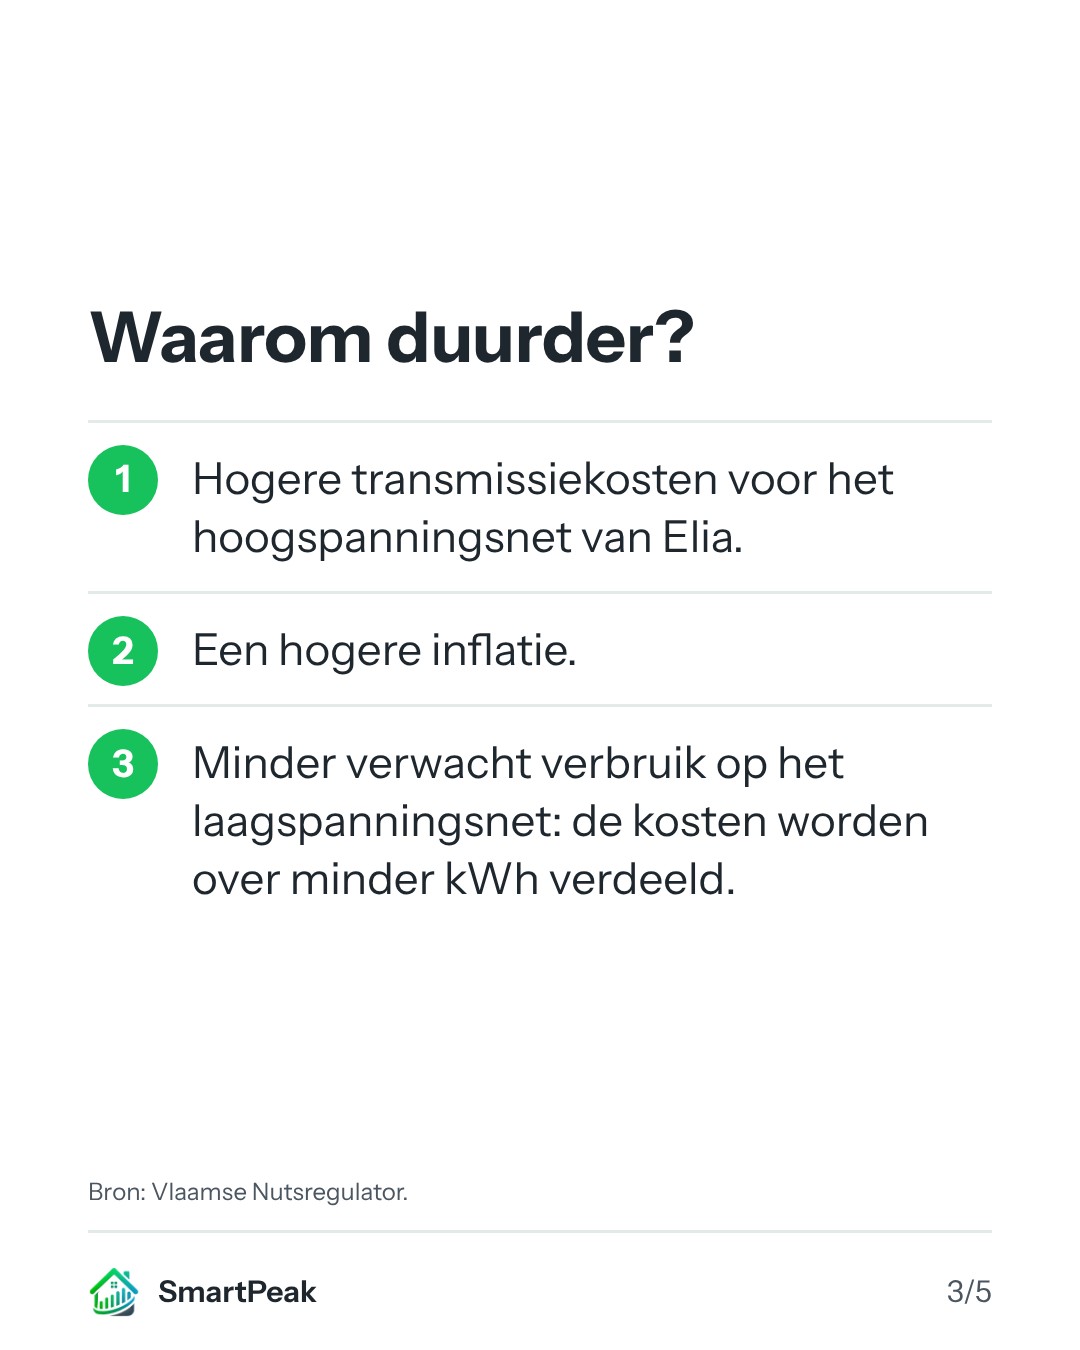 Waarom duurder?
1
Hogere transmissiekosten voor het
hoogspanningsnet van Elia.
2
Een hogere inflatie.
3
Minder verwacht verbruik op het
laagspanningsnet: de kosten worden
over minder kWh verdeeld.
Bron: Vlaamse Nutsregulator.
SmartPeak
3/5